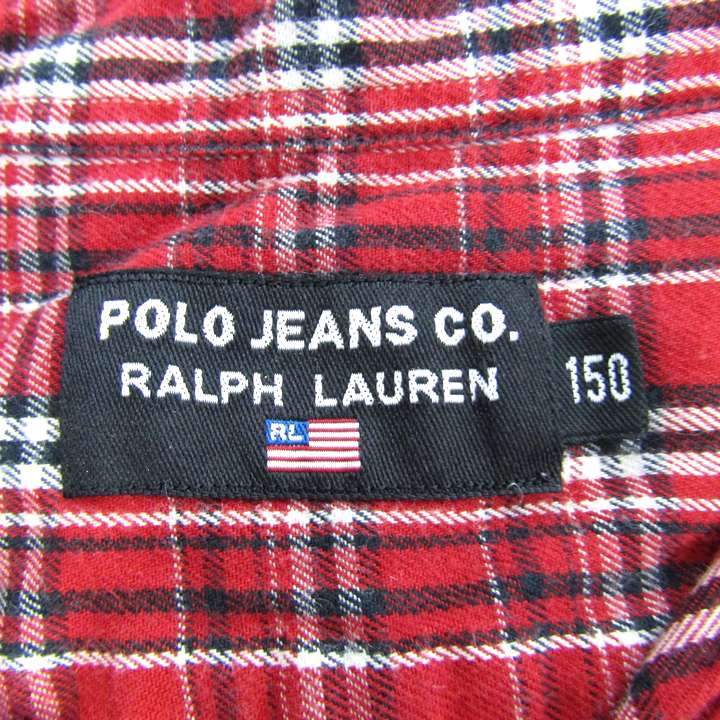 POLO JEANS CO.
RALPH LAUREN
150
RL